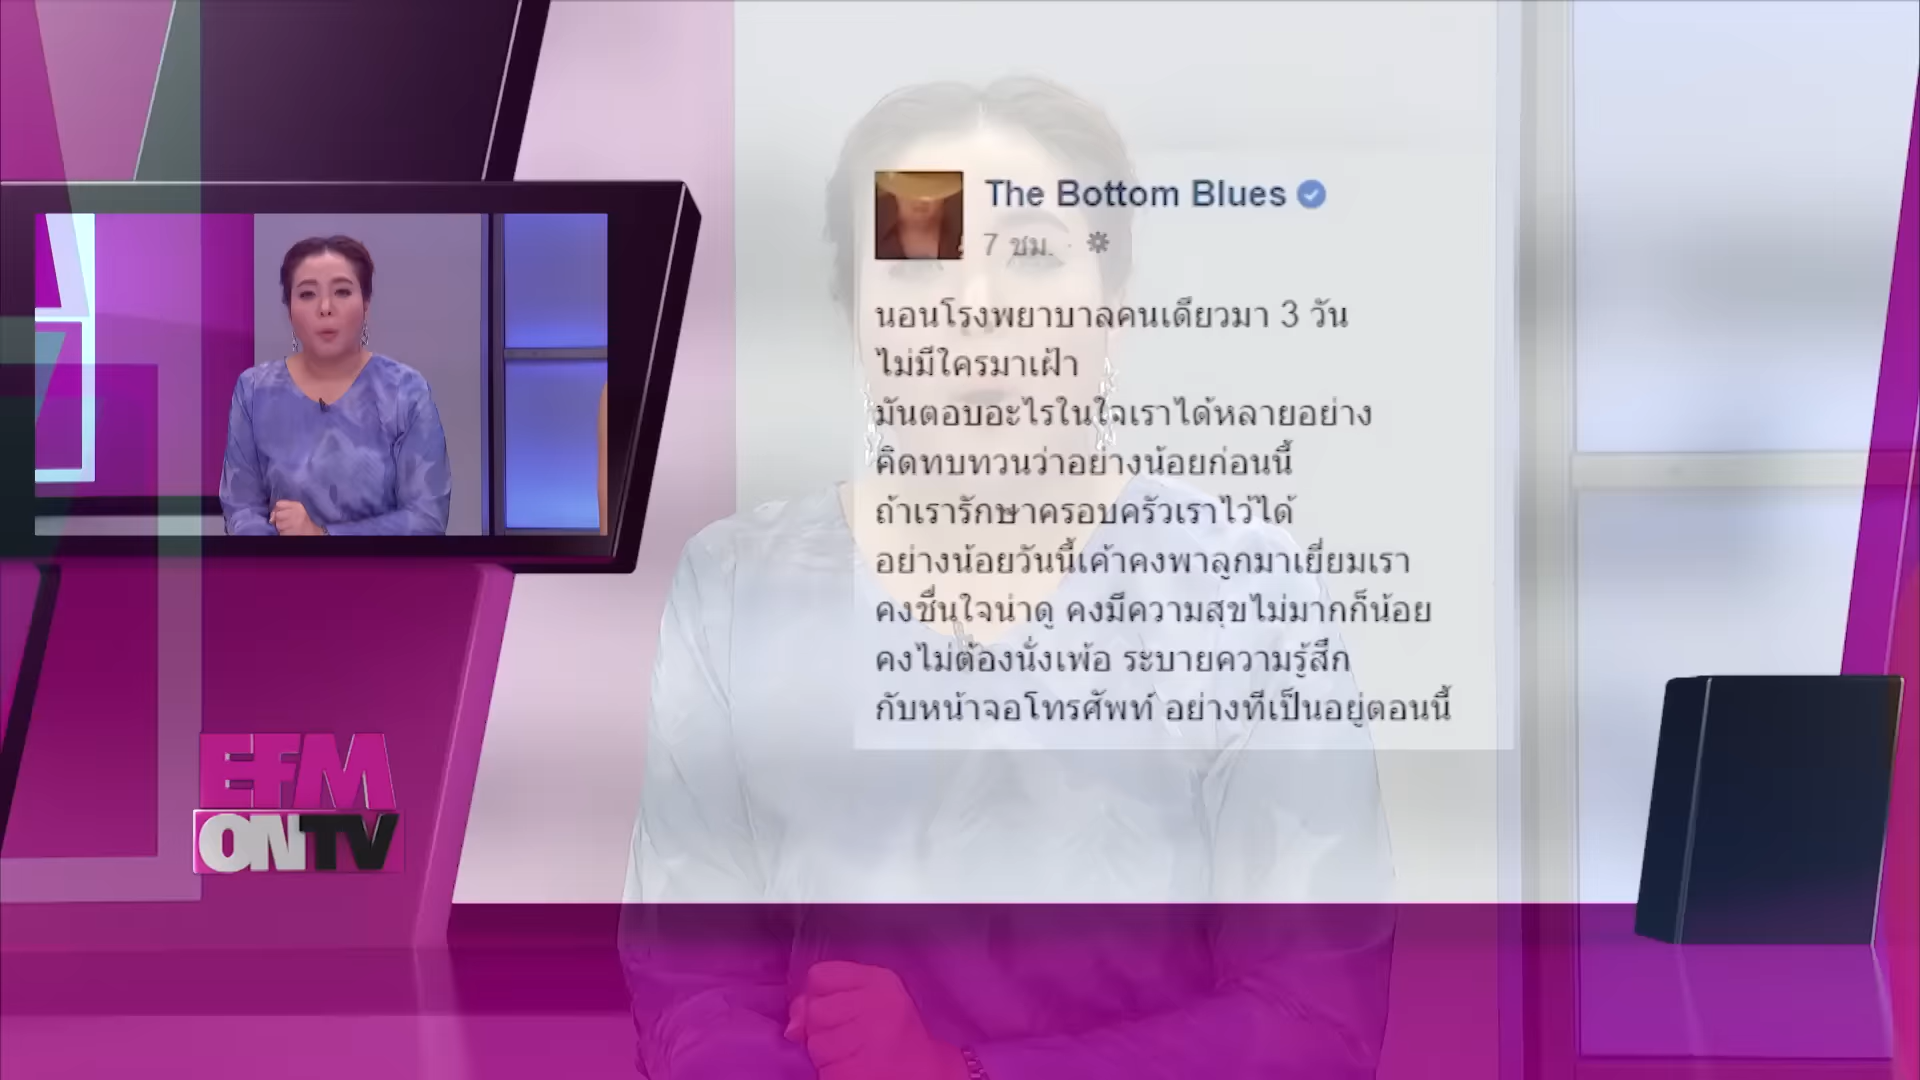 The Bottom Blues
7 ชม.
นอนโรงพยาบาลคนเดียวมา 3 วัน
ไม่มีใครมาเฝ้า
มันตอบอะไรในใจเราได้หลายอย่าง
คิดทบทวนว่าอย่างน้อยก่อนนี้
ถ้าเรารักษาครอบครัวเราไว้ได้
อย่างน้อยวันนี้เค้าคงพาลูกมาเยี่ยมเรา
คงชื่นใจน่าดู คงมีความสุขไม่มากก็น้อย
คงไม่ต้องนั่งเพ้อ ระบายความรู้สึก
กับหน้าจอโทรศัพท์ อย่างที่เป็นอยู่ตอนนี้
EFM
ONTV